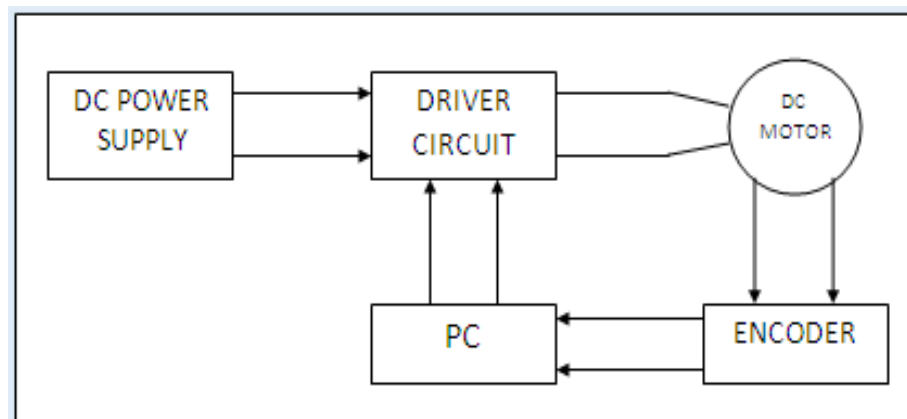 DC POWER
SUPPLY
DRIVER
CIRCUIT
DC
MOTOR
PC
ENCODER